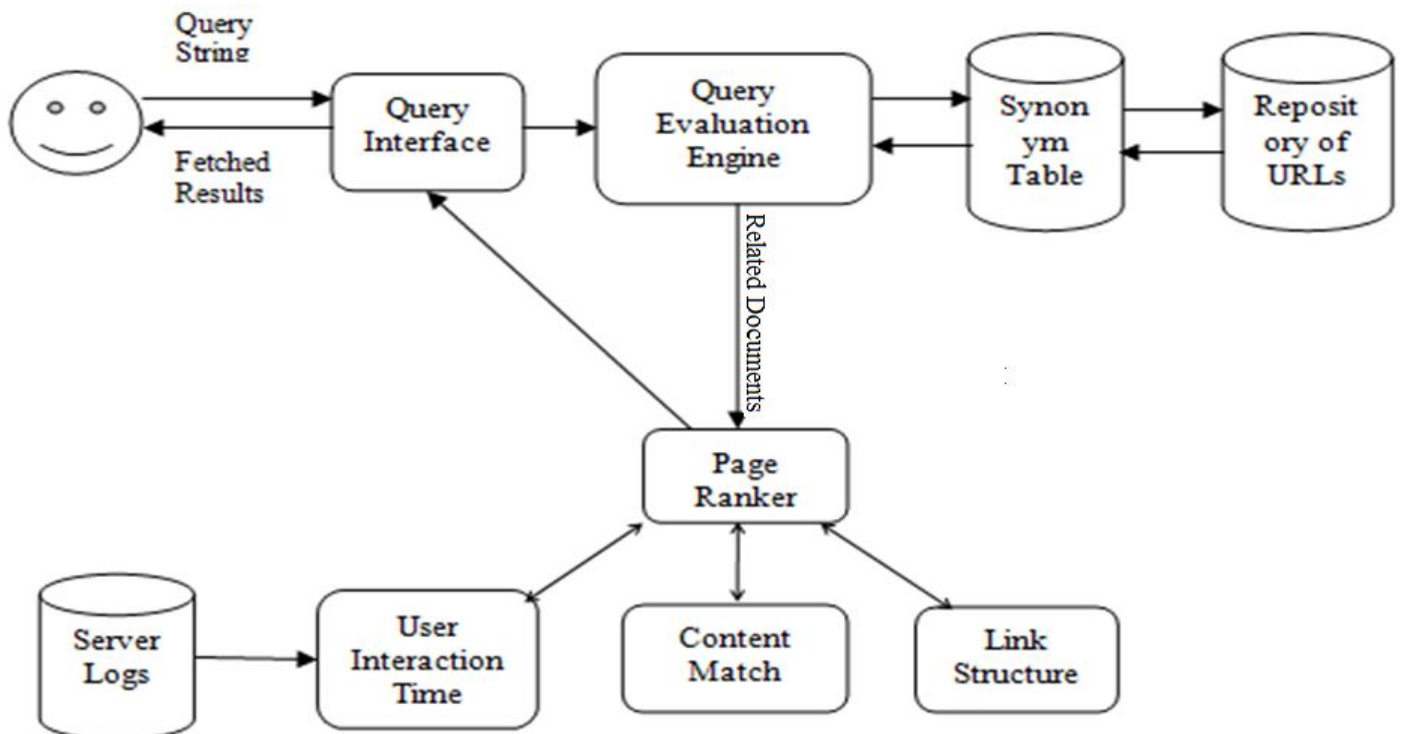 Query
String
Query
Interface
Fetched
Results
Query
Evaluation
Engine
Synon
ym
Table
Reposit
ory of
URLs
Related Documents
Page
Ranker
Server
Logs
User
Interaction
Time
Content
Match
Link
Structure